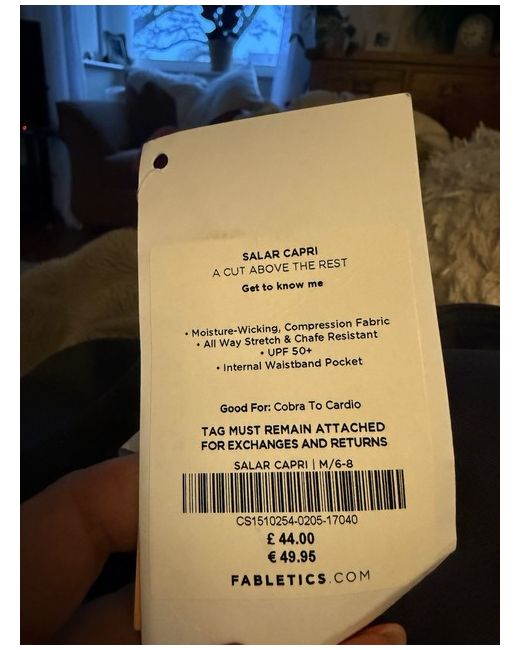 SALAR CAPRI
A CUT ABOVE THE REST
Get to know me
• Moisture-Wicking, Compression Fabric
• All Way Stretch & Chafe Resistant
• UPF 50+
• Internal Waistband Pocket
Good For: Cobra To Cardio
TAG MUST REMAIN ATTACHED
FOR EXCHANGES AND RETURNS
SALAR CAPRI | M/6-8
CS1510254-0205-17040
£ 44.00
€ 49.95
FABLETICS.COM